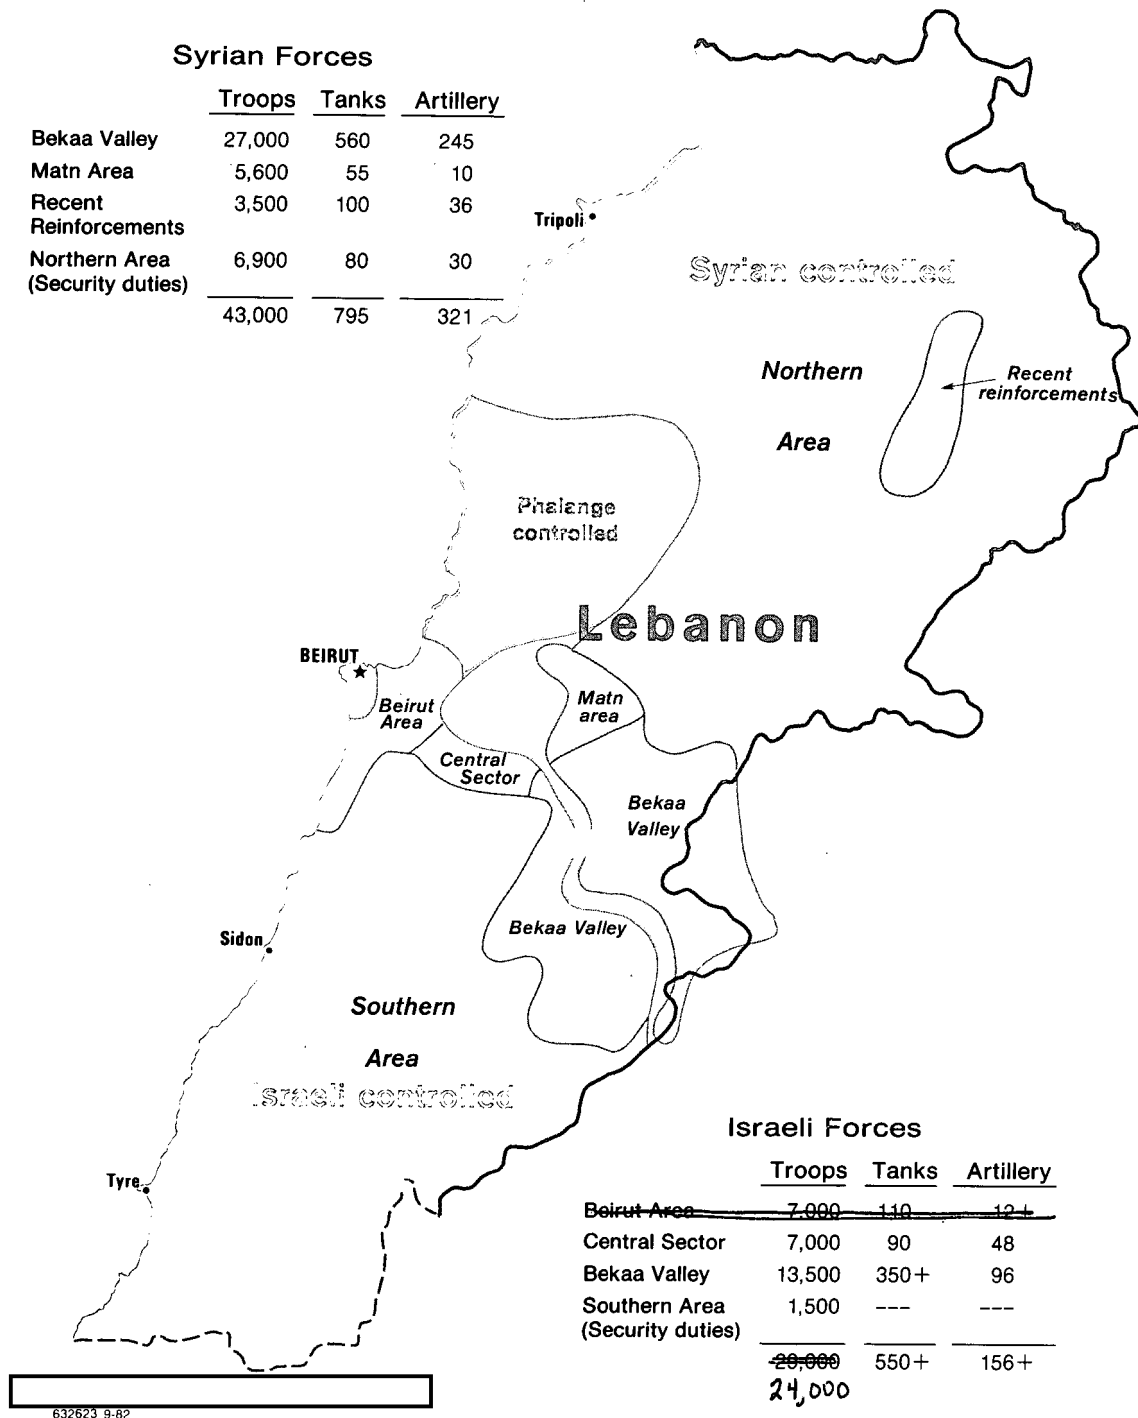 Syrian Forces
Troops Tanks Artillery
Bekaa Valley 27,000 560 245
Matn Area 5,600 55 10
Recent 3,500 100 36
Reinforcements
Northern Area 6,900 80 30
(Security duties)
43,000 795 321
Tripoli
Syrian controlled
Northern
Area
Recent
reinforcements
Phalange
controlled
Lebanon
BEIRUT
Beirut
Area
Matn
area
Central
Sector
Bekaa
Valley
Bekaa Valley
Sidon
Southern
Area
Israeli controlled
Tyre
Israeli Forces
Troops Tanks Artillery
Beirut Area 7,000 110 12+
Central Sector 7,000 90 48
Bekaa Valley 13,500 350+ 96
Southern Area 1,500 --- ---
(Security duties)
550+ 156+
24,000
632623 9-82